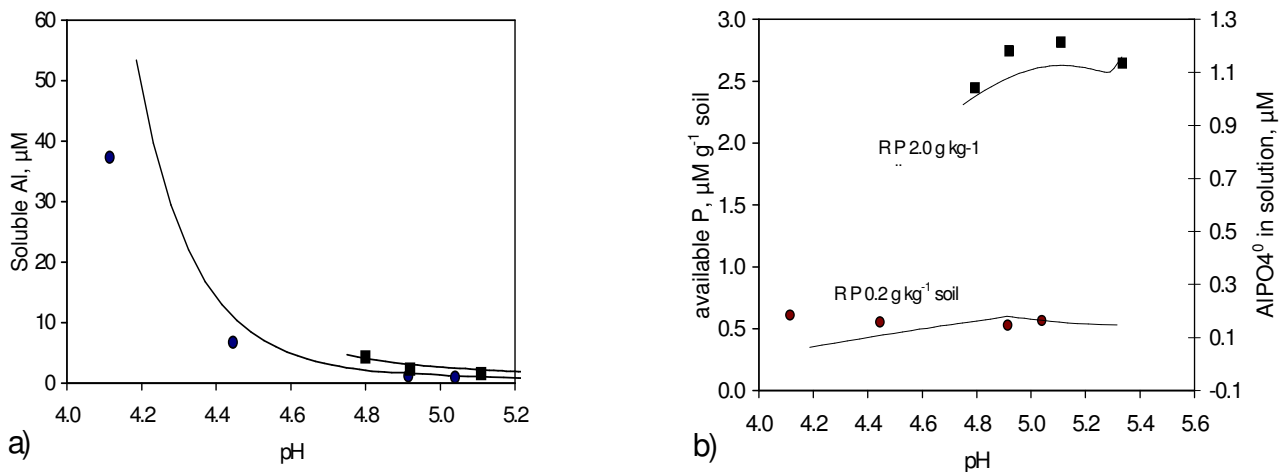 60
50
40
30
20
10
0
4.0 4.2 4.4 4.6 4.8 5.0 5.2
Soluble Al, µM
pH
a)
3.0
2.5
2.0
1.5
1.0
0.5
0.0
4.0 4.2 4.4 4.6 4.8 5.0 5.2 5.4 5.6
available P, µM g-1 soil
1.3
1.1
0.9
0.7
0.5
0.3
0.1
-0.1
AlPO4⁰ in solution, µM
RP 2.0 g kg-1
RP 0.2 g kg⁻¹ soil
pH
b)